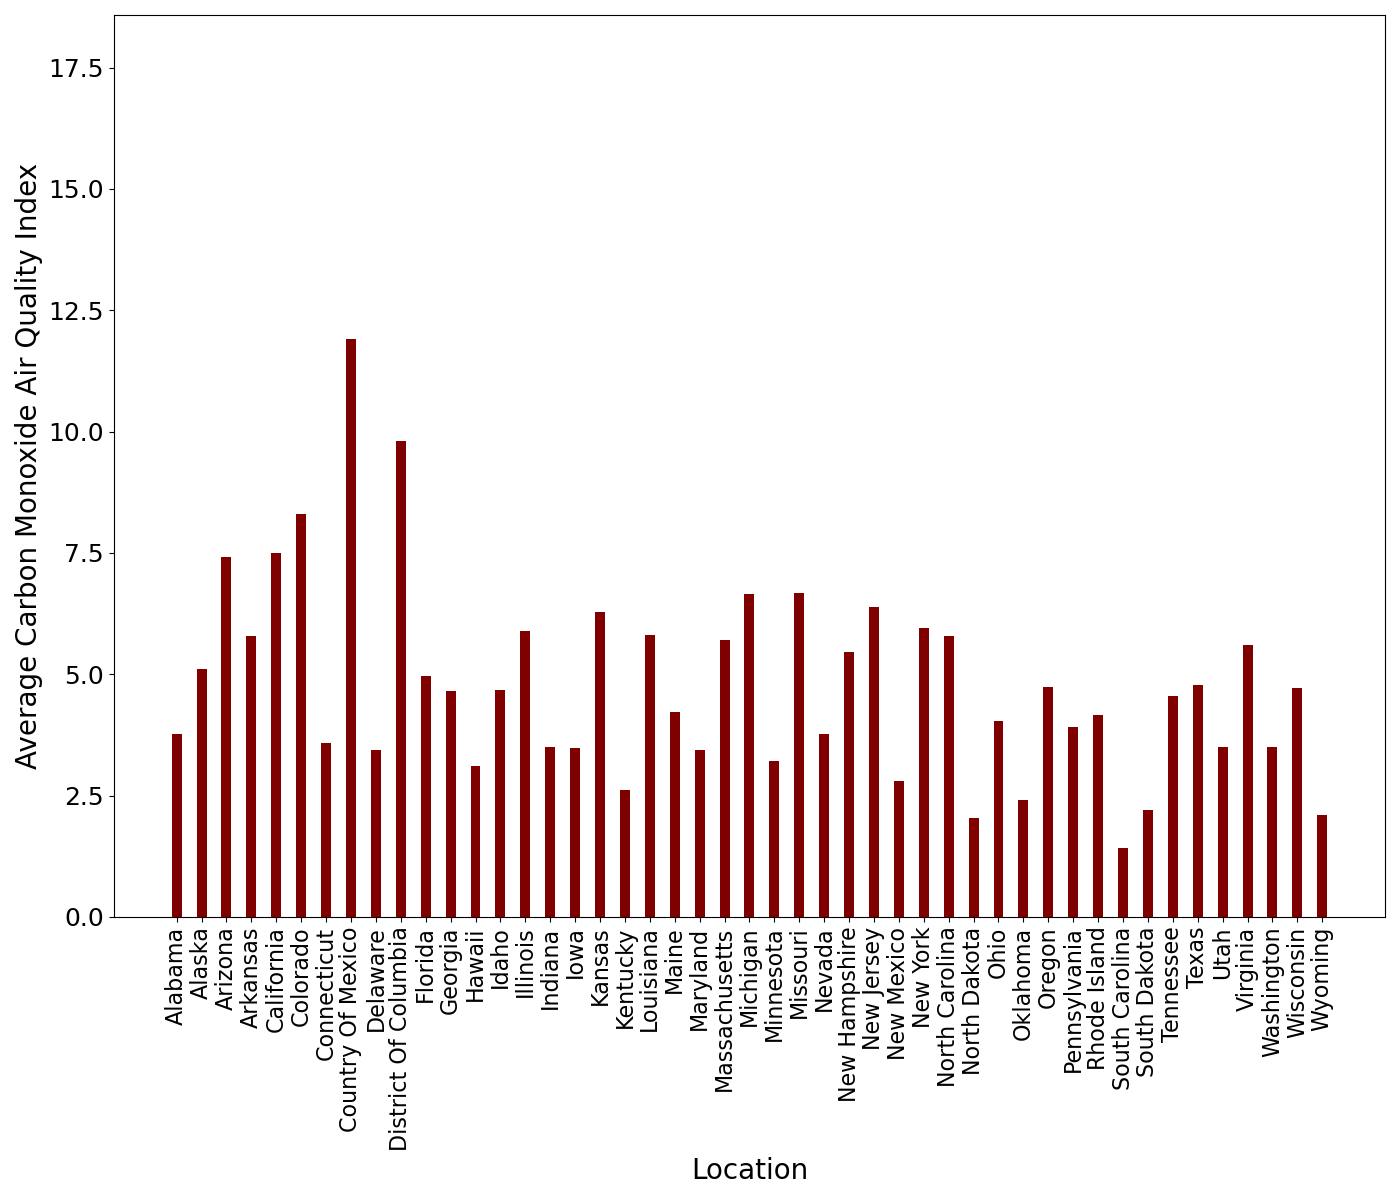 Average Carbon Monoxide Air Quality Index
17.5
15.0
12.5
10.0
7.5
5.0
2.5
0.0
Alabama
Alaska
Arizona
Arkansas
California
Colorado
Connecticut
Country Of Mexico
Delaware
District Of Columbia
Florida
Georgia
Hawaii
Idaho
Illinois
Indiana
Iowa
Kansas
Kentucky
Louisiana
Maine
Maryland
Massachusetts
Michigan
Minnesota
Missouri
Nevada
New Hampshire
New Jersey
New Mexico
New York
North Carolina
North Dakota
Ohio
Oklahoma
Oregon
Pennsylvania
Rhode Island
South Carolina
South Dakota
Tennessee
Texas
Utah
Virginia
Washington
Wisconsin
Wyoming
Location